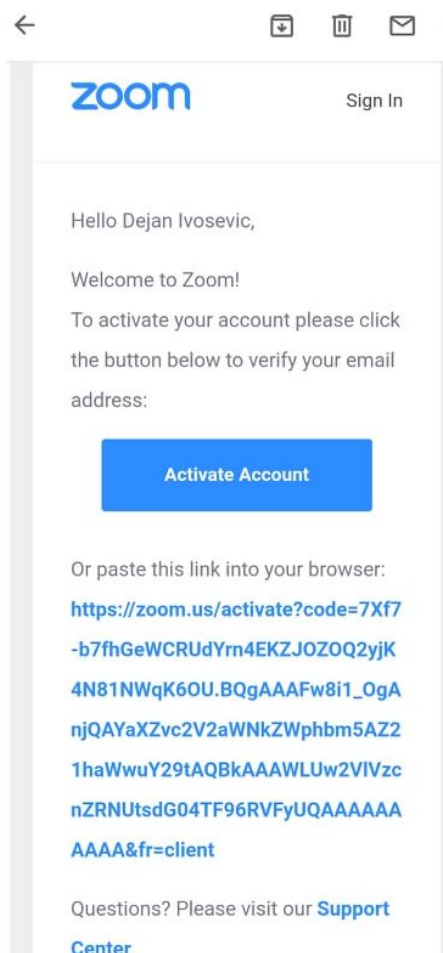 zoom
Sign In
Hello Dejan Ivosevic,
Welcome to Zoom!
To activate your account please click
the button below to verify your email
address:
Activate Account
Or paste this link into your browser:
https://zoom.us/activate?code=7Xf7
-b7fhGeWCRUdYrn4EKZJOZOQ2yjK
4N81NWqK6OU.BQgAAAFw8i1_OgA
njQAYaXZvc2V2aWNkZWphbm5AZ2
1haWwuY29tAQBkAAAWLUw2VlVzc
nZRNUtsdG04TF96RVFyUQAAAAAA
AAAA&fr=client
Questions? Please visit our Support
Center